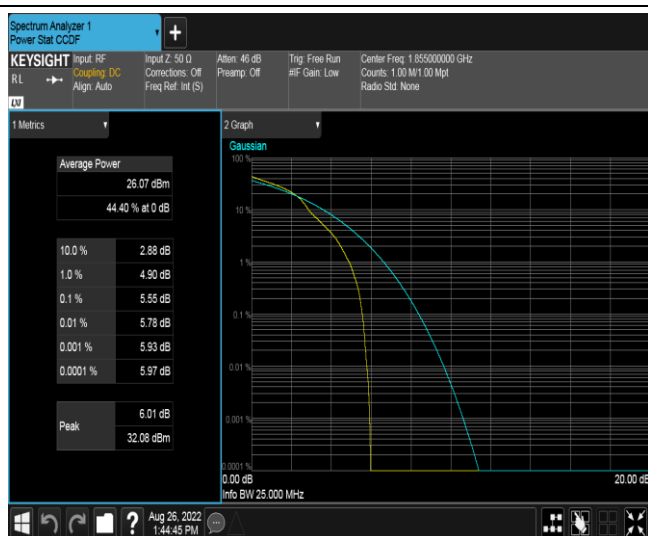 Spectrum Analyzer 1
Power Stat CCDF
+
KEYSIGHT
RL
LXI
Input: RF
Coupling: DC
Align: Auto
Input Z: 50 Ω
Corrections: Off
Freq Ref: Int (S)
Atten: 46 dB
Preamp: Off
Trig: Free Run
#IF Gain: Low
Center Freq: 1.855000000 GHz
Counts: 1.00 M/1.00 Mpt
Radio Std: None
1 Metrics
Average Power
26.07 dBm
44.40 % at 0 dB
10.0 % 2.88 dB
1.0 % 4.90 dB
0.1 % 5.55 dB
0.01 % 5.78 dB
0.001 % 5.93 dB
0.0001 % 5.97 dB
Peak
6.01 dB
32.08 dBm
2 Graph
Gaussian
100 %
10 %
1 %
0.1 %
0.01 %
0.001 %
0.0001 %
0.00 dB 20.00 dB
Info BW 25.000 MHz
?
Aug 26, 2022
1:44:45 PM